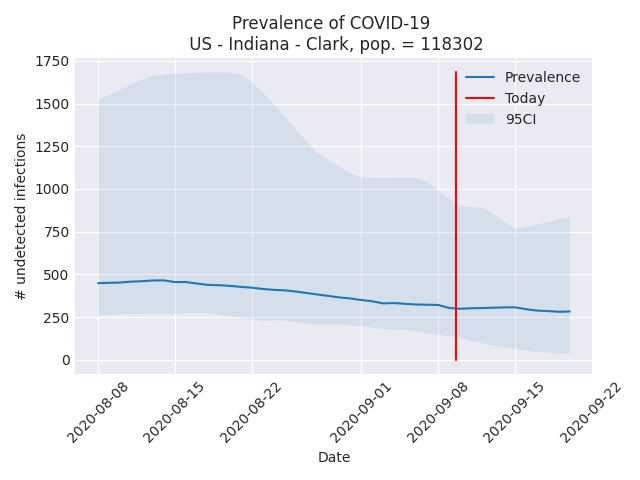 Prevalence of COVID-19
US - Indiana - Clark, pop. = 118302
Prevalence
Today
95CI
# undetected infections
1750
1500
1250
1000
750
500
250
0
2020-08-08
2020-08-15
2020-08-22
2020-09-01
2020-09-08
2020-09-15
2020-09-22
Date